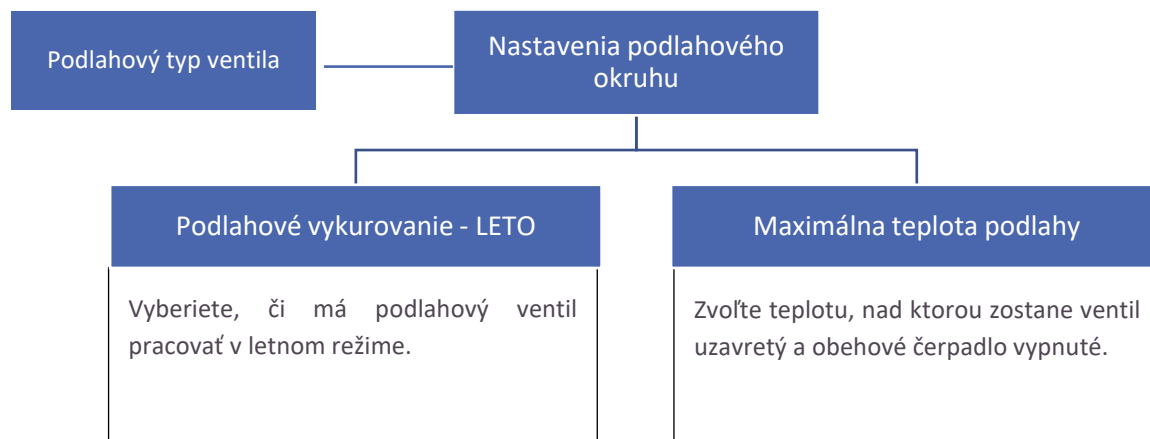 Podlahový typ ventila
Nastavenia podlahového
okruhu
Podlahové vykurovanie - LETO
Vyberiete, či má podlahový ventil
pracovať v letnom režime.
Maximálna teplota podlahy
Zvoľte teplotu, nad ktorou zostane ventil
uzavretý a obehové čerpadlo vypnuté.